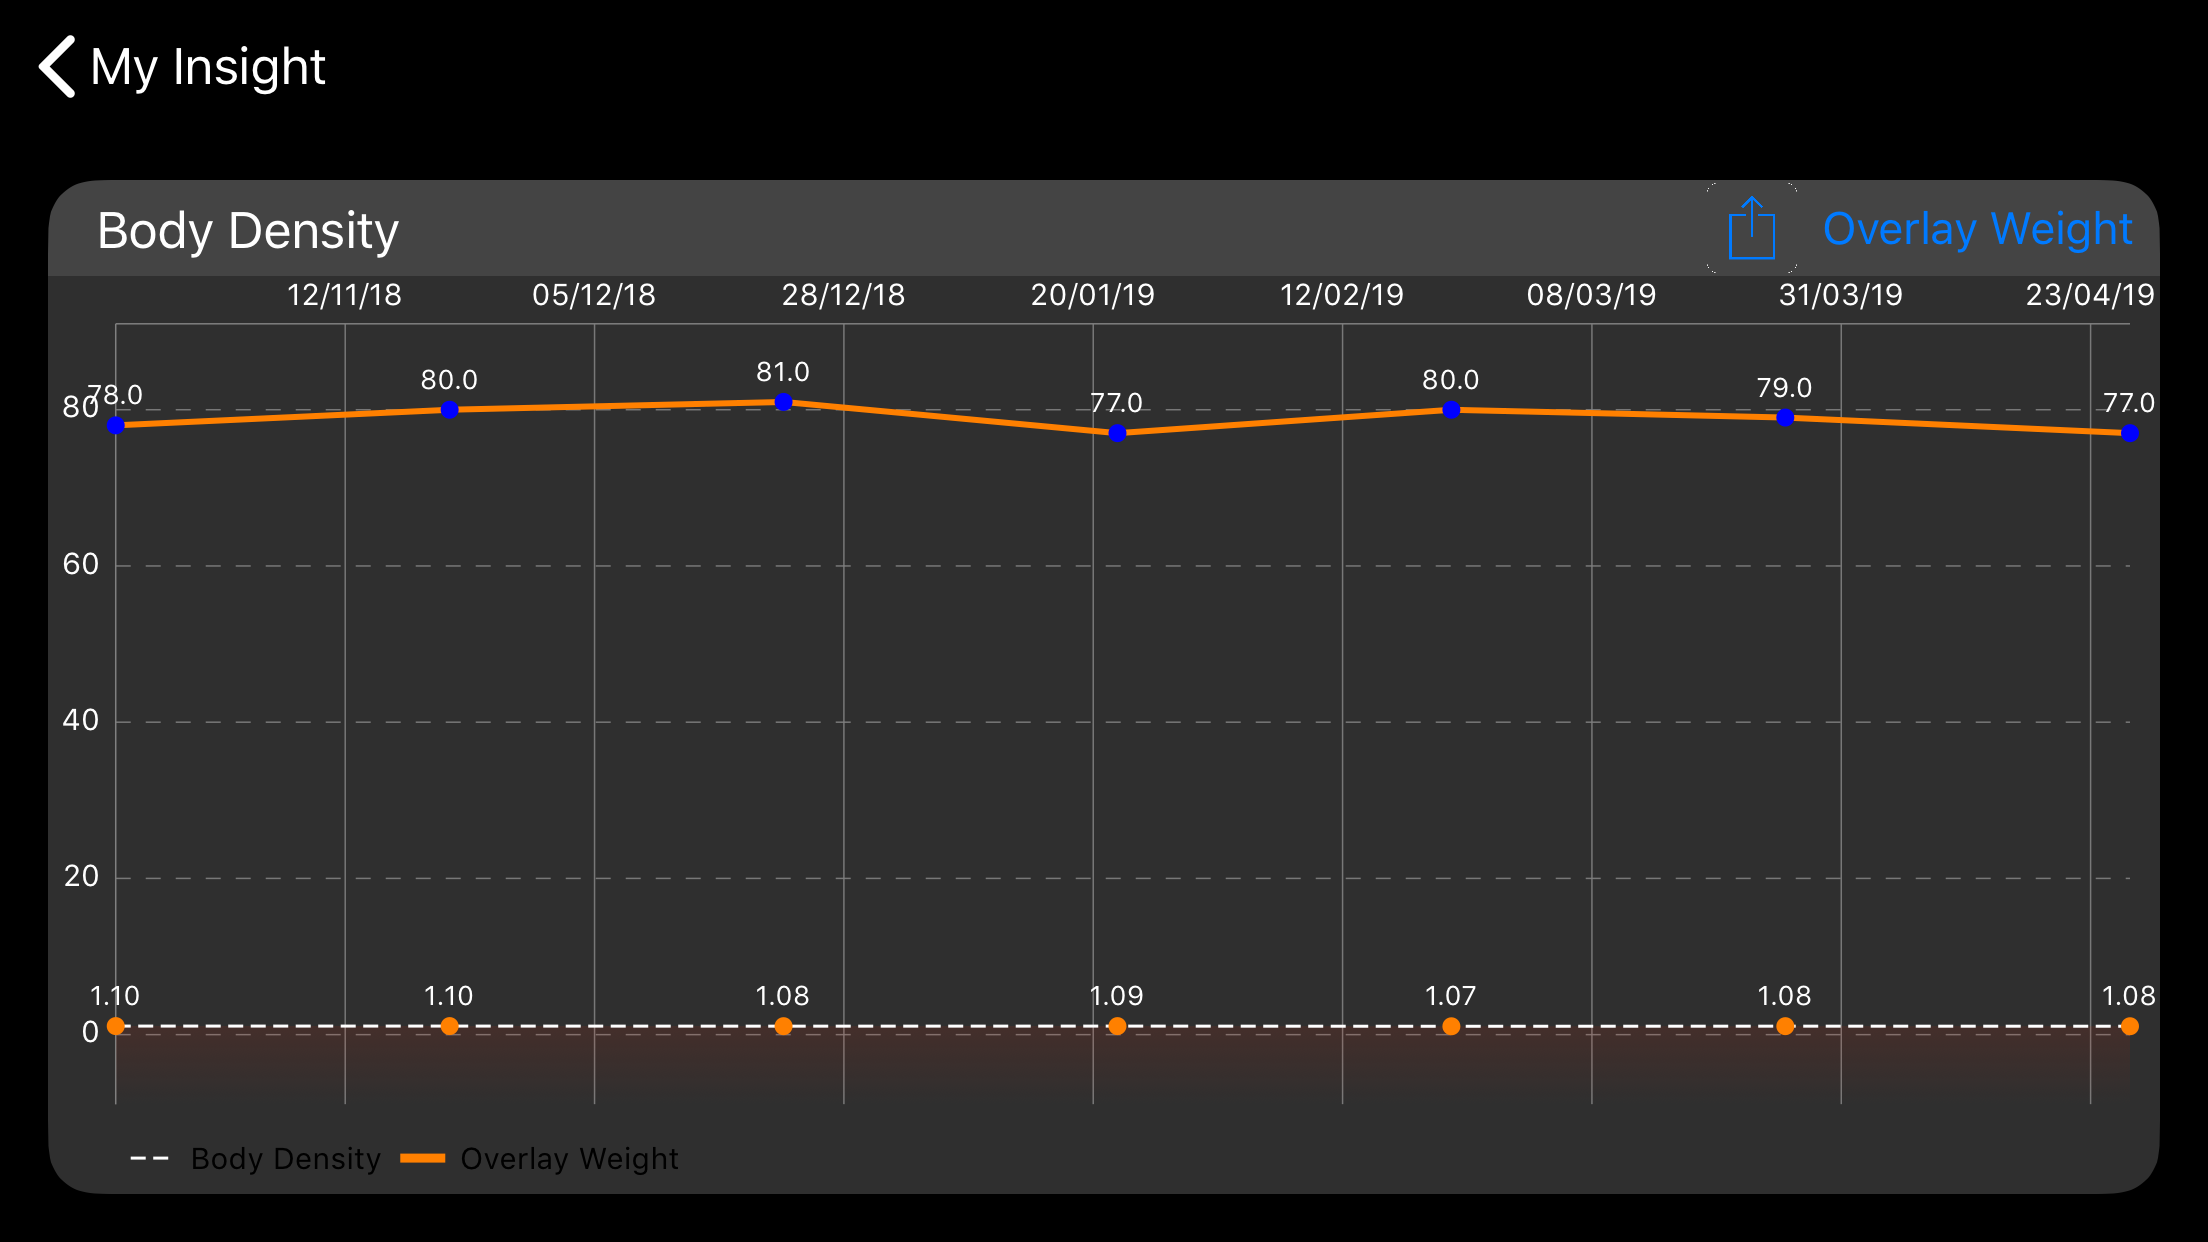 My Insight
Body Density
Overlay Weight
12/11/18 05/12/18 28/12/18 20/01/19 12/02/19 08/03/19 31/03/19 23/04/19
78.0 80.0 81.0 77.0 80.0 79.0 77.0
80
60
40
20
1.10 1.10 1.08 1.09 1.07 1.08 1.08
0
Body Density Overlay Weight